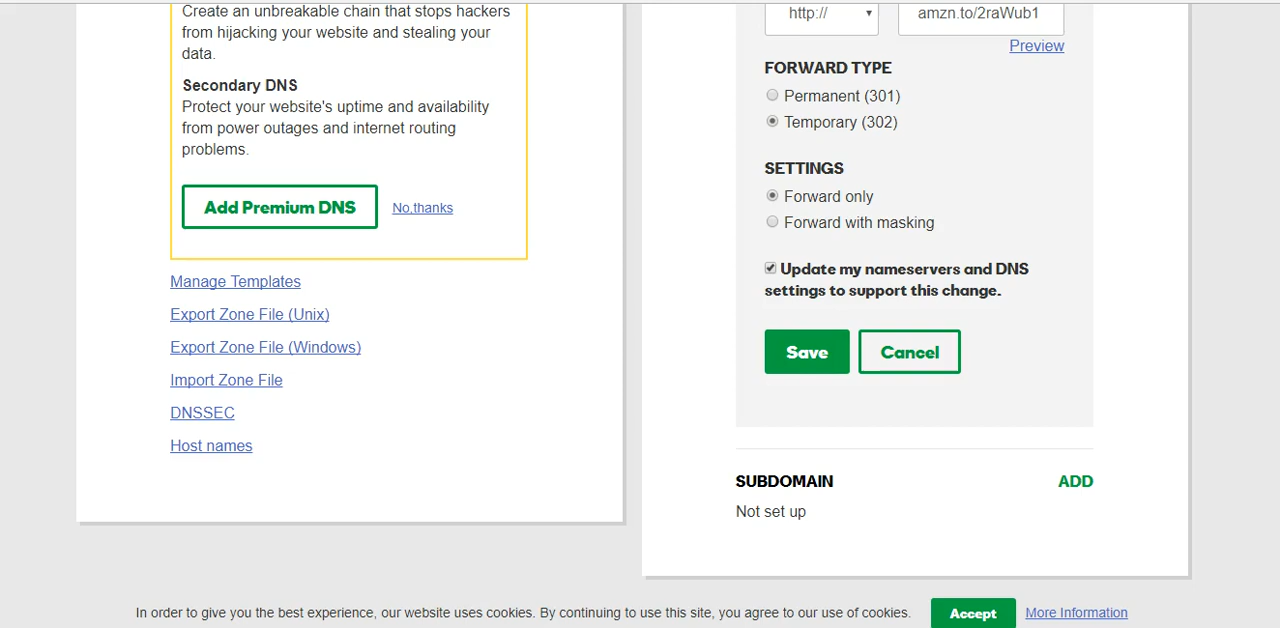 Create an unbreakable chain that stops hackers
from hijacking your website and stealing your
data.
Secondary DNS
Protect your website's uptime and availability
from power outages and internet routing
problems.
Add Premium DNS
No,thanks
Manage Templates
Export Zone File (Unix)
Export Zone File (Windows)
Import Zone File
DNSSEC
Host names
http://
amzn.to/2raWub1
Preview
FORWARD TYPE
Permanent (301)
Temporary (302)
SETTINGS
Forward only
Forward with masking
Update my nameservers and DNS
settings to support this change.
Save
Cancel
SUBDOMAIN
ADD
Not set up
In order to give you the best experience, our website uses cookies. By continuing to use this site, you agree to our use of cookies.
Accept
More Information